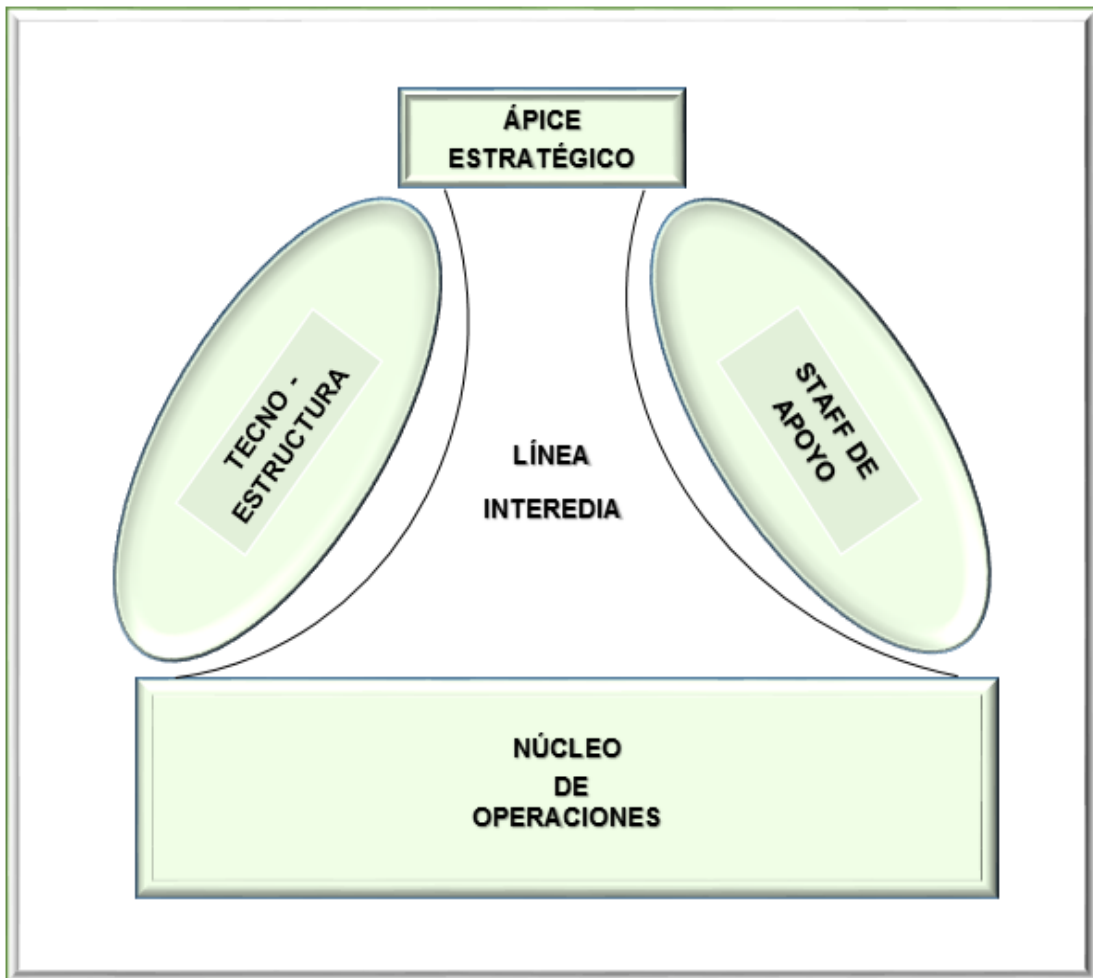 ÁPICE
ESTRATÉGICO
TECNO -
ESTRUCTURA
STAFF DE
APOYO
LÍNEA
INTEREDIA
NÚCLEO
DE
OPERACIONES